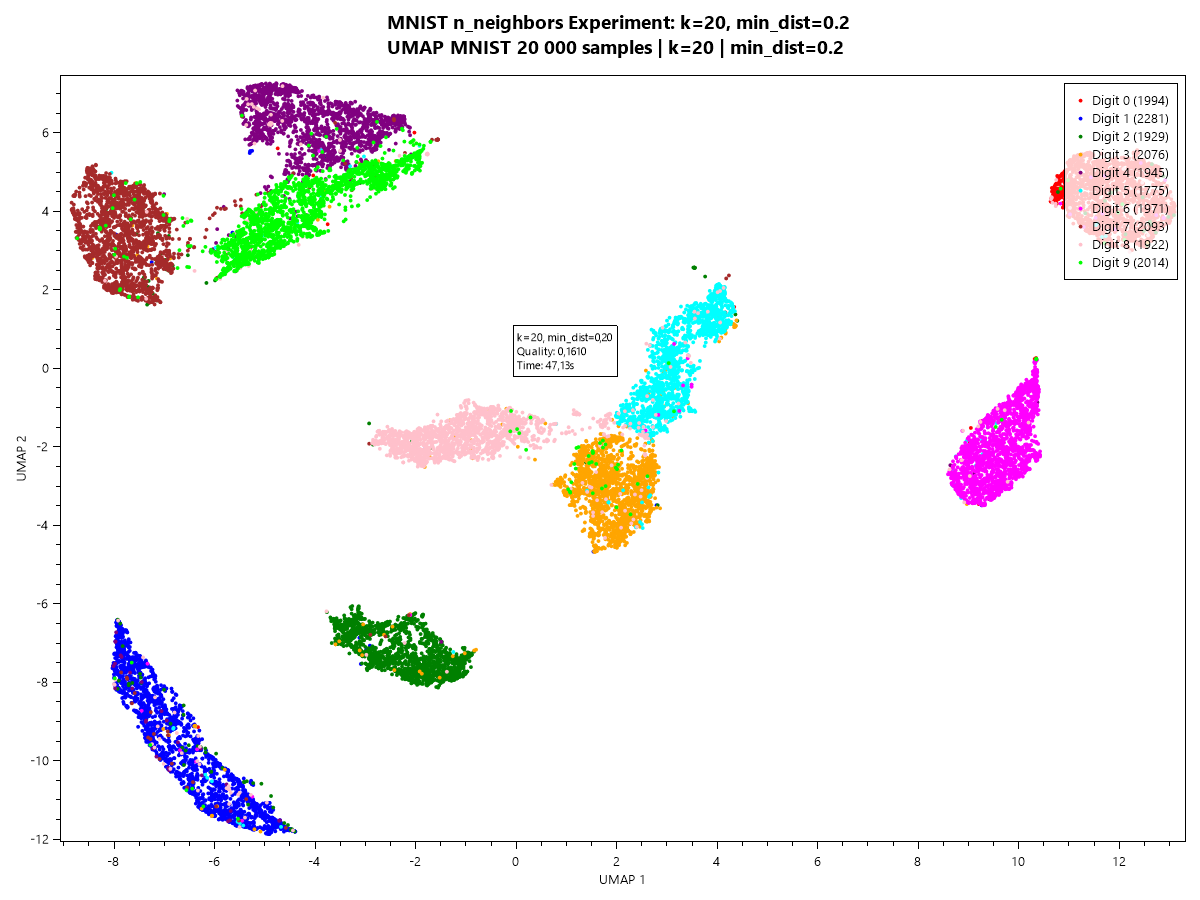 MNIST n_neighbors Experiment: k=20, min_dist=0.2
UMAP MNIST 20 000 samples | k=20 | min_dist=0.2
Digit 0 (1994)
Digit 1 (2281)
Digit 2 (1929)
Digit 3 (2076)
Digit 4 (1945)
Digit 5 (1775)
Digit 6 (1971)
Digit 7 (2093)
Digit 8 (1922)
Digit 9 (2014)
k=20, min_dist=0,20
Quality: 0,1610
Time: 47,13s
UMAP 2
6
4
2
0
-2
-4
-6
-8
-10
-12
-8
-6
-4
-2
0
2
4
6
8
10
12
UMAP 1